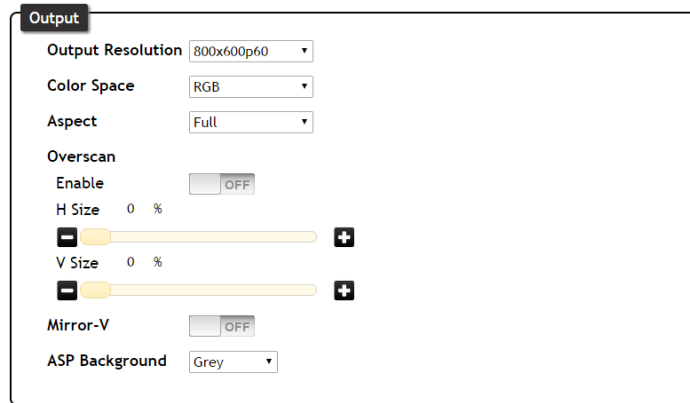 Output
Output Resolution 800x600p60
Color Space RGB
Aspect Full
Overscan
Enable OFF
H Size 0 %
V Size 0 %
Mirror-V OFF
ASP Background Grey